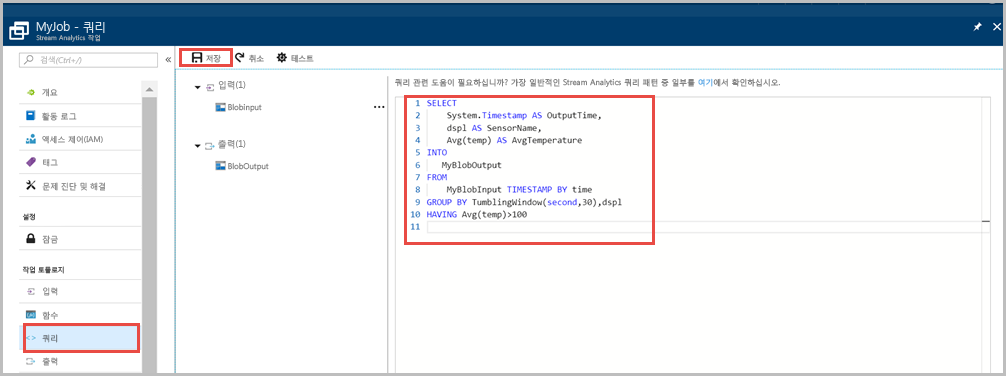 MyJob - 쿼리
Stream Analytics 작업
검색(Ctrl+/)
«
개요
활동 로그
액세스 제어(IAM)
태그
문제 진단 및 해결
설정
잠금
작업 토폴로지
입력
함수
<> 쿼리
출력
저장 취소 테스트
입력(1)
Blobinput ...
출력(1)
BlobOutput
쿼리 관련 도움이 필요하십니까? 가장 일반적인 Stream Analytics 쿼리 패턴 중 일부를 여기에서 확인하십시오.
1 SELECT
2 System.Timestamp AS OutputTime,
3 dspl AS SensorName,
4 Avg(temp) AS AvgTemperature
5 INTO
6 MyBlobOutput
7 FROM
8 MyBlobInput TIMESTAMP BY time
9 GROUP BY TumblingWindow(second,30),dspl
10 HAVING Avg(temp)>100
11